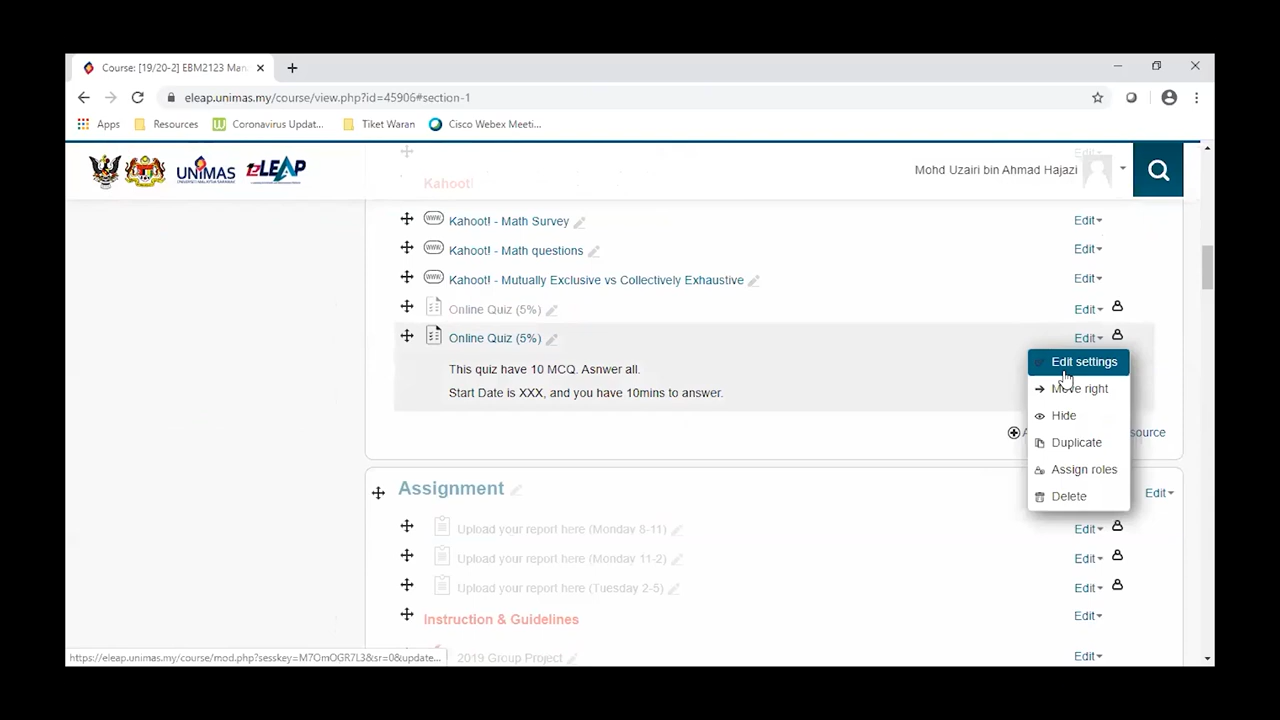 Course: [19/20-2] EBM2123 Man
eleap.unimas.my/course/view.php?id=45906#section-1
Apps Resources Coronavirus Updat... Tiket Waran Cisco Webex Meeti...
UNIMAS eLEAP Mohd Uzairi bin Ahmad Hajazi
Edit
Kahoot!
Kahoot! - Math Survey Edit
Kahoot! - Math questions Edit
Kahoot! - Mutually Exclusive vs Collectively Exhaustive Edit
Online Quiz (5%) Edit
Online Quiz (5%) Edit
This quiz have 10 MCQ. Asnwer all.
Start Date is XXX, and you have 10mins to answer.
Edit settings
Move right
Hide
Duplicate
Assign roles
Delete
A source
Assignment Edit
Upload your report here (Monday 8-11) Edit
Upload your report here (Monday 11-2) Edit
Upload your report here (Tuesday 2-5) Edit
Instruction & Guidelines Edit
2019 Group Project Edit
https://eleap.unimas.my/course/mod.php?sesskey=M7OmOGR7L3&sr=0&update...